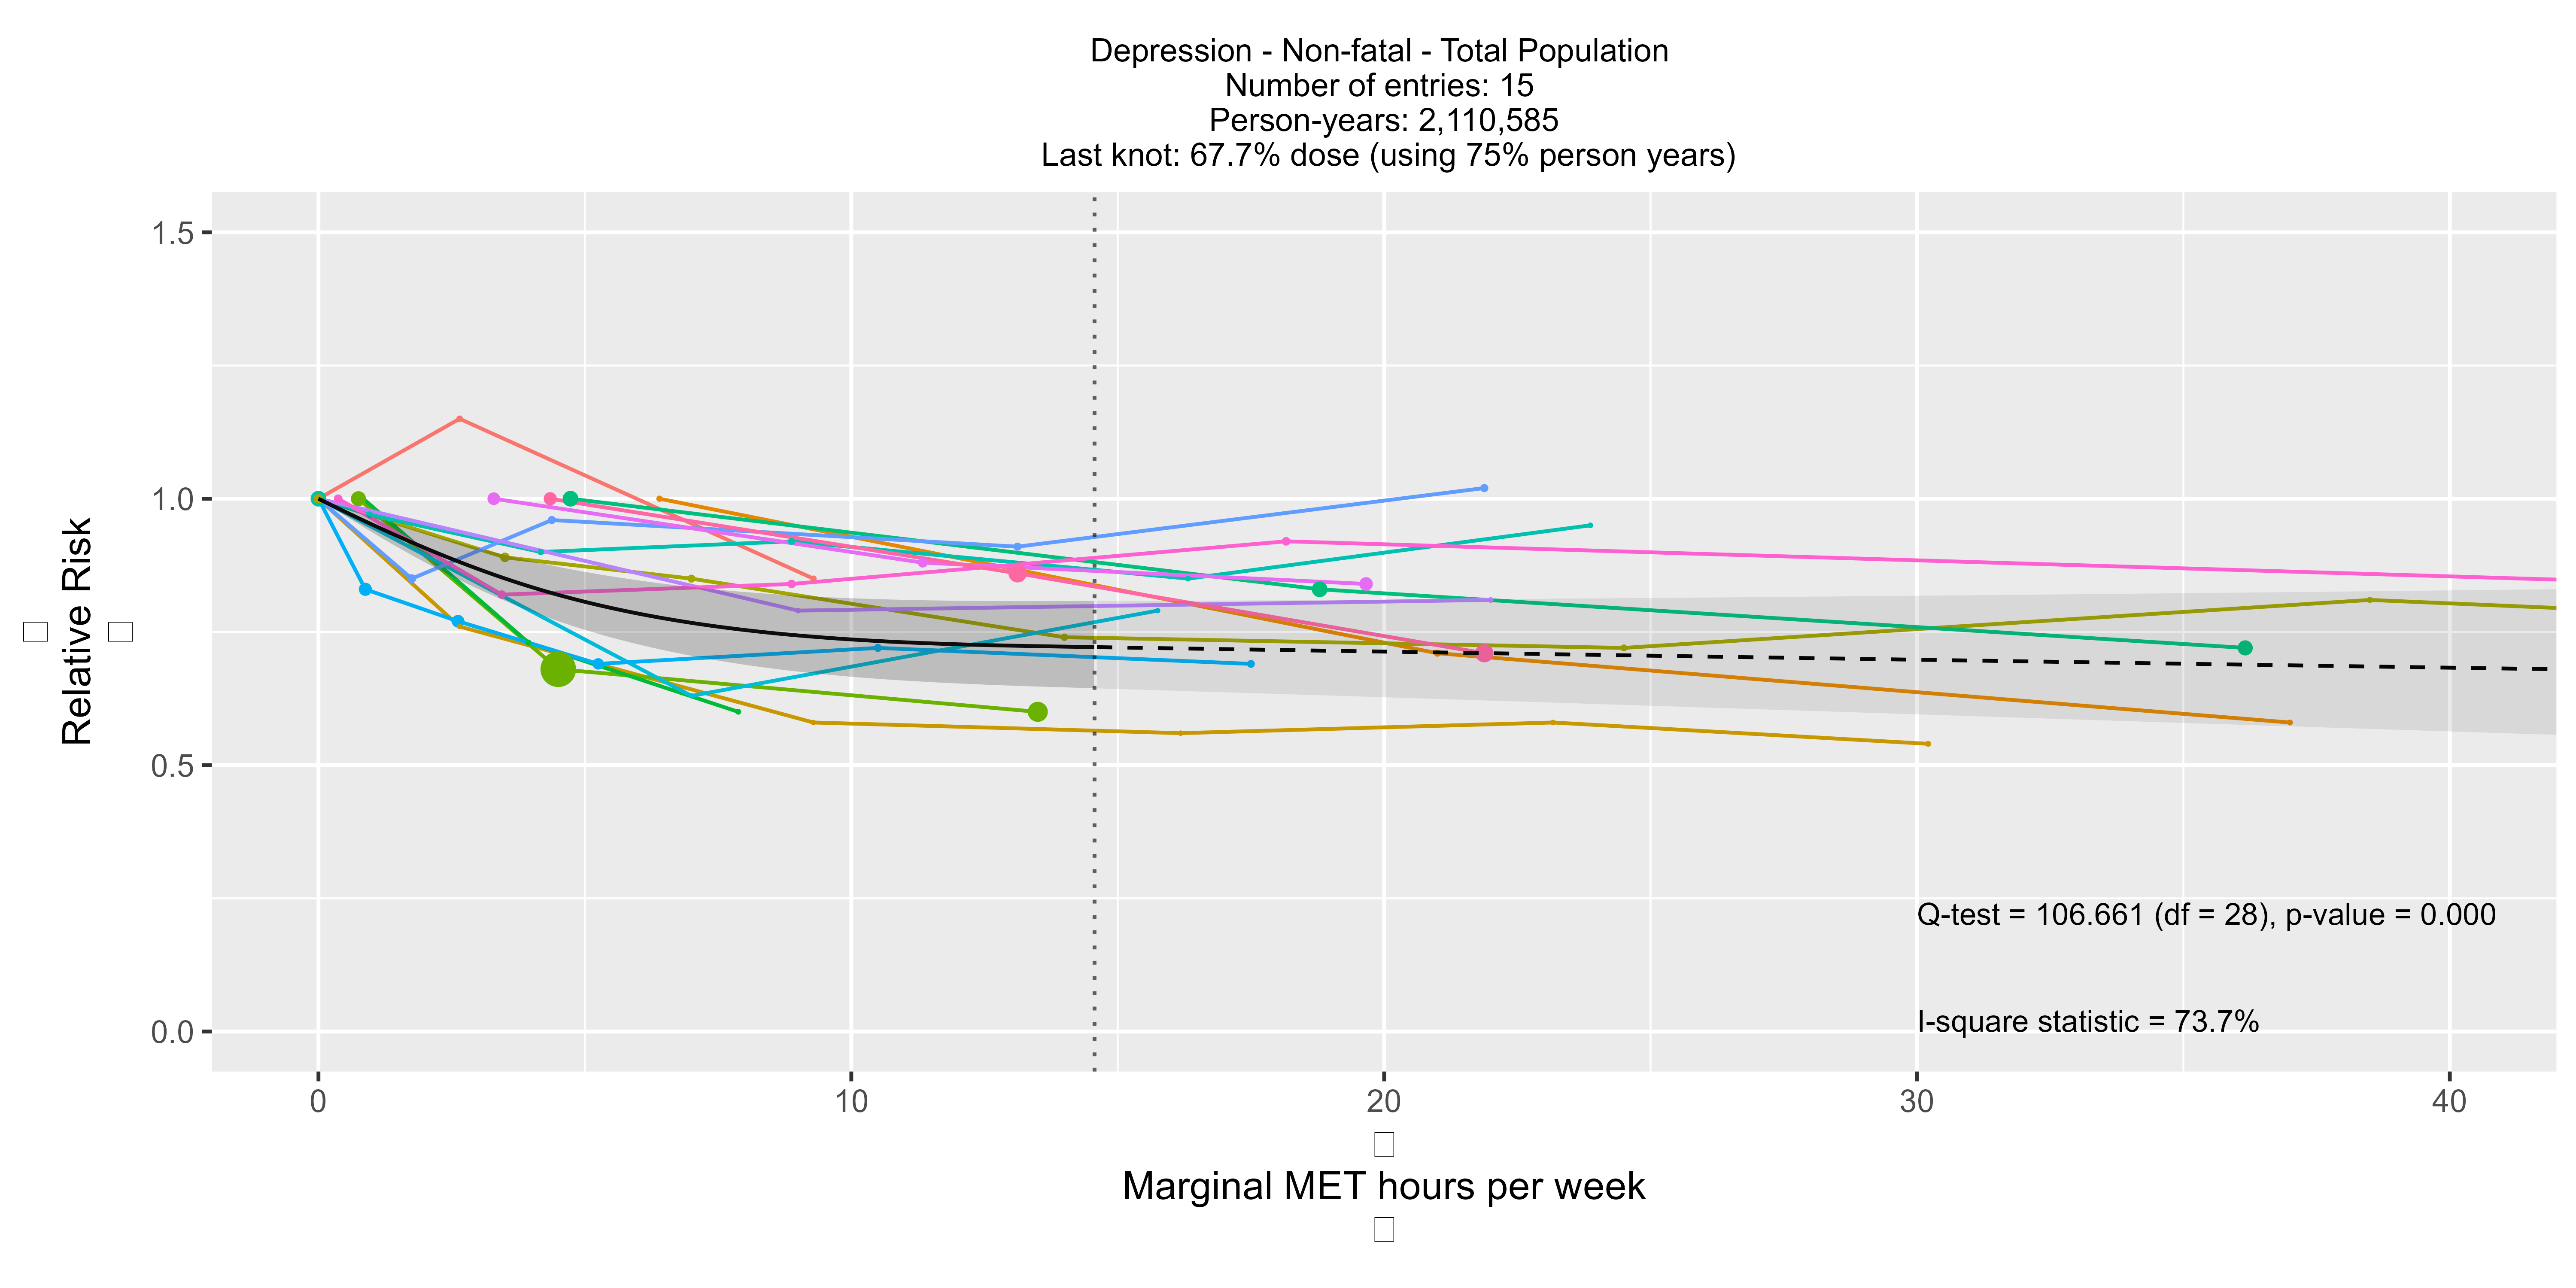 Depression - Non-fatal - Total Population
Number of entries: 15
Person-years: 2,110,585
Last knot: 67.7% dose (using 75% person years)
1.5
1.0
0.5
0.0
Relative Risk
Q-test = 106.661 (df = 28), p-value = 0.000
I-square statistic = 73.7%
0 10 20 30 40
Marginal MET hours per week